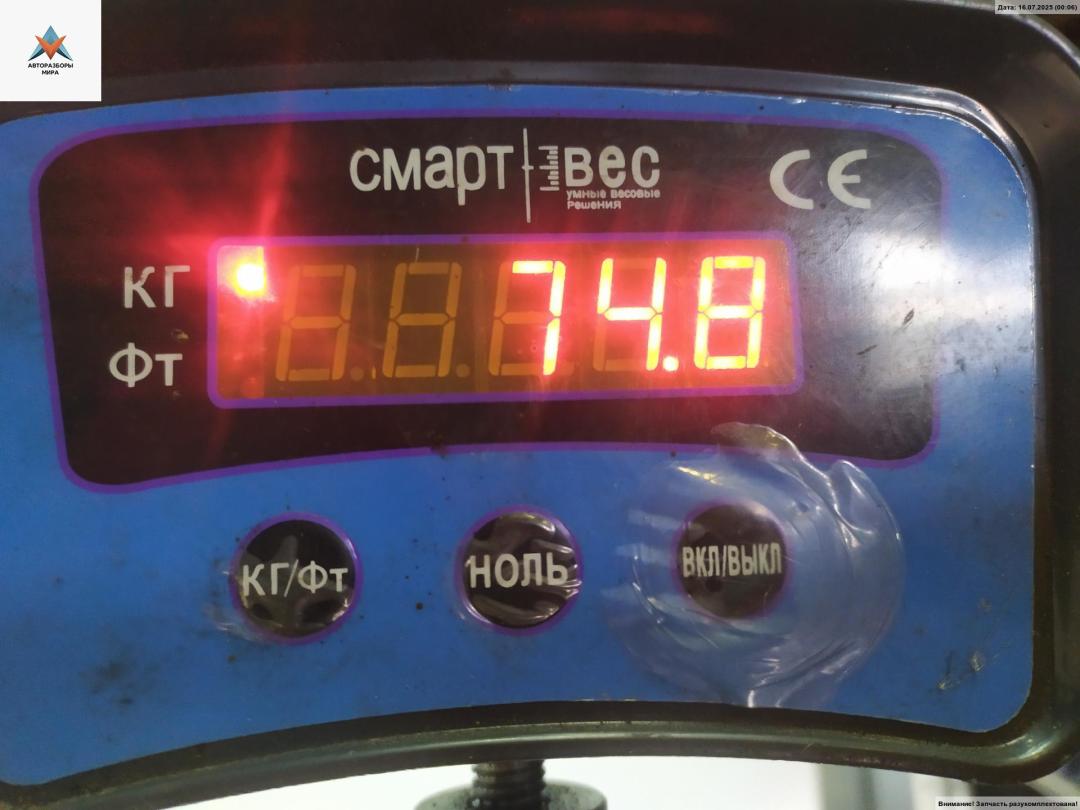 Дата: 16.07.2025 (00:06)
АВТОРАЗБОРЫ
МИРА
СМАРТ ВЕС
умные весовые
решения
CE
КГ
ФТ
74.8
КГ/ФТ
НОЛЬ
ВКЛ/ВЫКЛ
Внимание! Запчасть разукомплектована!